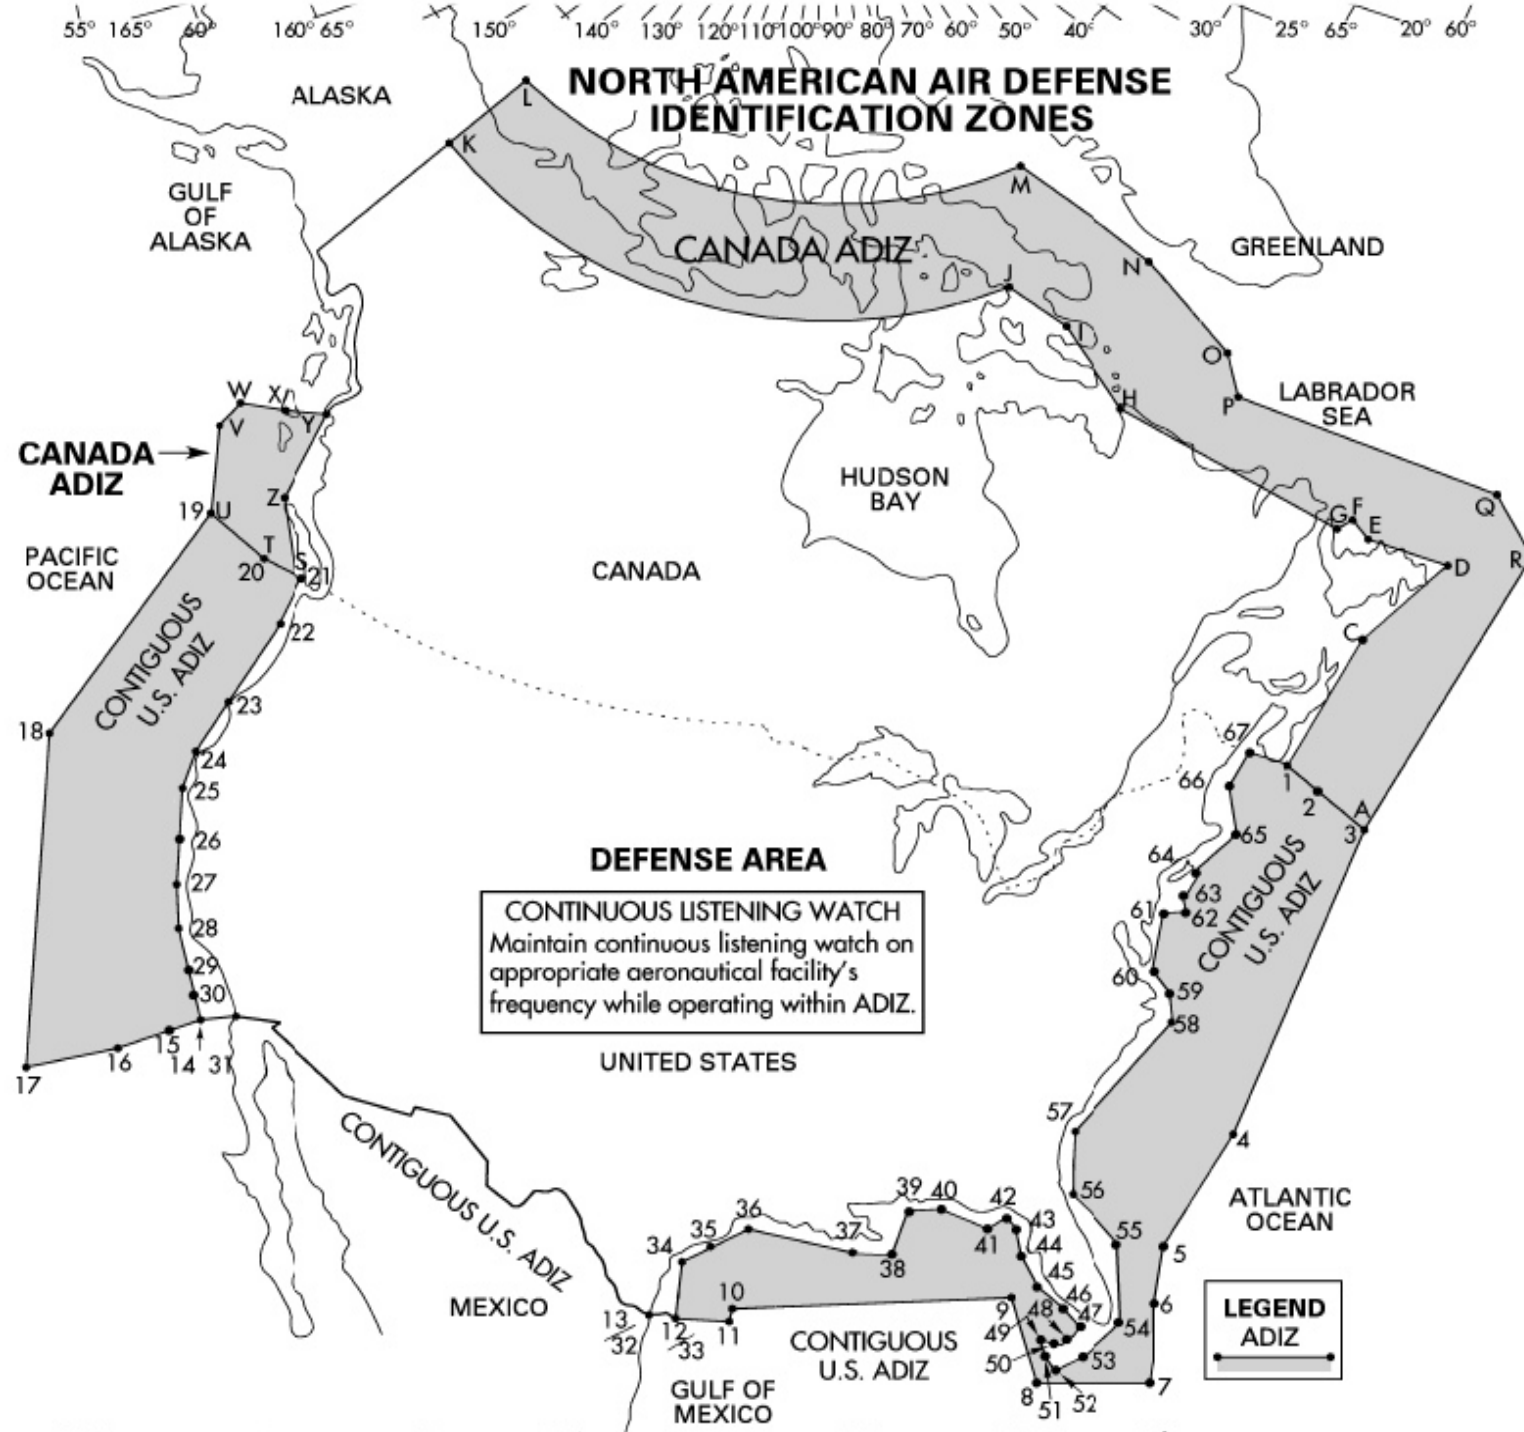 55° 165° 60° 160° 65° 150° 140° 130° 120° 110° 100° 90° 80° 70° 60° 50° 40° 30° 25° 65° 20° 60°
NORTH AMERICAN AIR DEFENSE
IDENTIFICATION ZONES
ALASKA
L
K
M
GULF
OF
ALASKA
CANADA ADIZ
GREENLAND
N
J
I
O
H
P
LABRADOR
SEA
W
X
Y
V
CANADA
ADIZ
HUDSON
BAY
Z
19 U
Q
G
F
E
R
PACIFIC
OCEAN
T
20
S
21
CANADA
D
22
C
CONTIGUOUS
U.S. ADIZ
23
18
24
67
66
1
2
A
3
25
26
65
DEFENSE AREA
64
27
CONTINUOUS LISTENING WATCH
Maintain continuous listening watch on
appropriate aeronautical facility's
frequency while operating within ADIZ.
63
61
62
CONTIGUOUS
U.S. ADIZ
28
29
60
30
59
58
15
16
14
31
17
UNITED STATES
57
CONTIGUOUS U.S. ADIZ
4
56
ATLANTIC
OCEAN
39
40
42
36
43
55
35
37
41
44
34
38
5
45
MEXICO
10
46
9
48
47
6
13
32
12
33
11
49
54
CONTIGUOUS
U.S. ADIZ
50
53
LEGEND
ADIZ
GULF OF
MEXICO
8
51
52
7